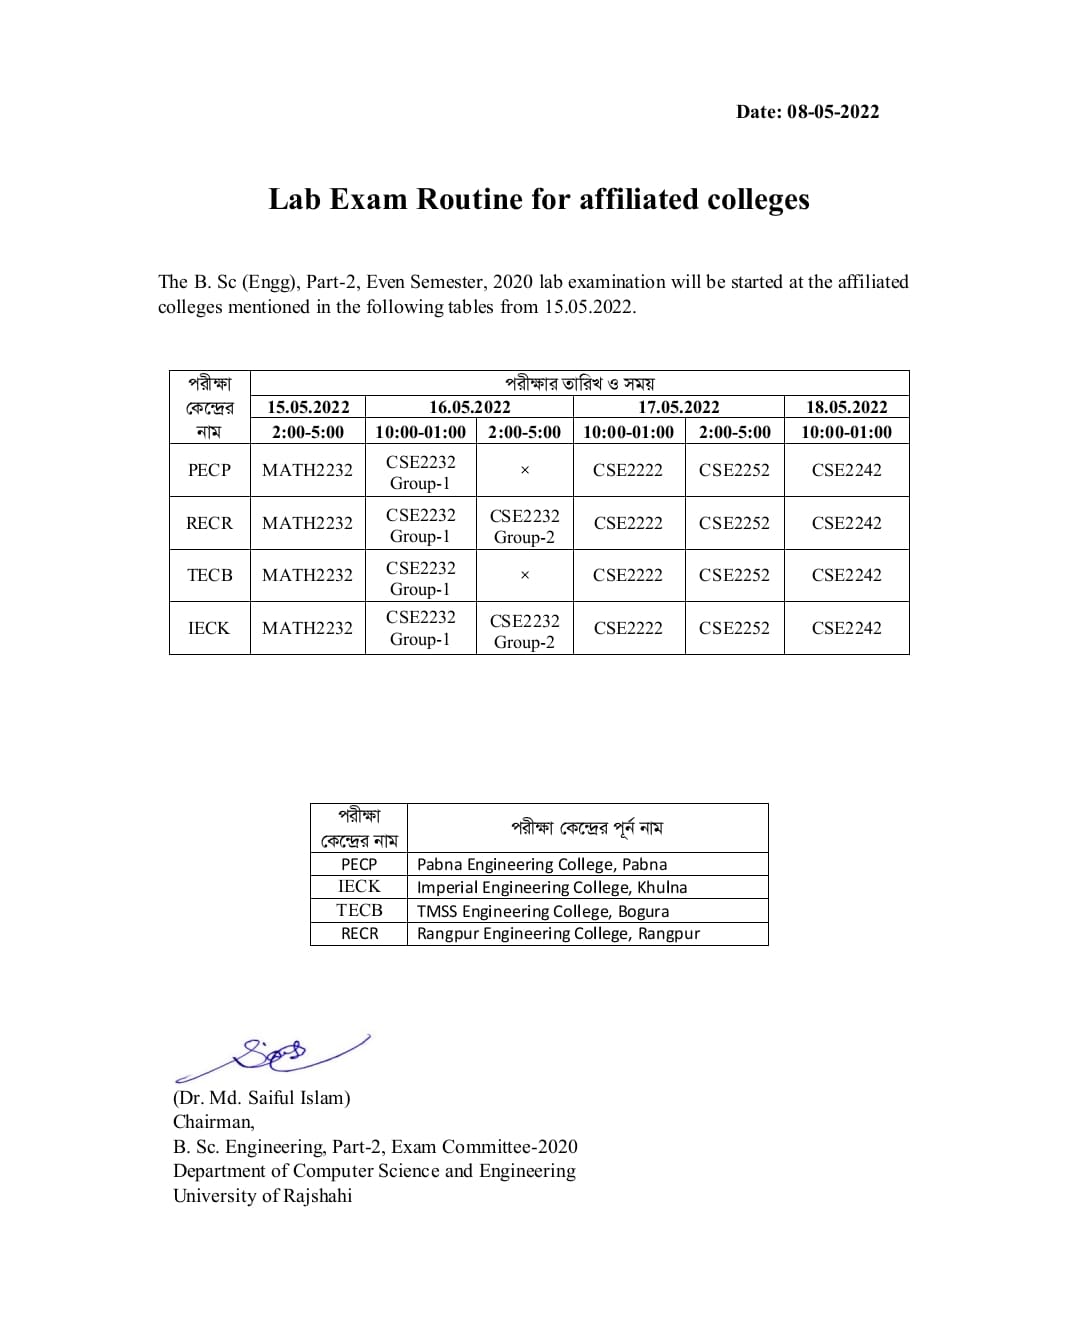 Date: 08-05-2022
Lab Exam Routine for affiliated colleges
The B. Sc (Engg), Part-2, Even Semester, 2020 lab examination will be started at the affiliated
colleges mentioned in the following tables from 15.05.2022.
পরীক্ষা কেন্দ্রের নাম পরীক্ষার তারিখ ও সময়
15.05.2022 16.05.2022 17.05.2022 18.05.2022
2:00-5:00 10:00-01:00 2:00-5:00 10:00-01:00 2:00-5:00 10:00-01:00
PECP MATH2232 CSE2232 Group-1 × CSE2222 CSE2252 CSE2242
RECR MATH2232 CSE2232 Group-1 CSE2232 Group-2 CSE2222 CSE2252 CSE2242
TECB MATH2232 CSE2232 Group-1 × CSE2222 CSE2252 CSE2242
IECK MATH2232 CSE2232 Group-1 CSE2232 Group-2 CSE2222 CSE2252 CSE2242
পরীক্ষা কেন্দ্রের নাম পরীক্ষা কেন্দ্রের পূর্ন নাম
PECP Pabna Engineering College, Pabna
IECK Imperial Engineering College, Khulna
TECB TMSS Engineering College, Bogura
RECR Rangpur Engineering College, Rangpur
(Dr. Md. Saiful Islam)
Chairman,
B. Sc. Engineering, Part-2, Exam Committee-2020
Department of Computer Science and Engineering
University of Rajshahi